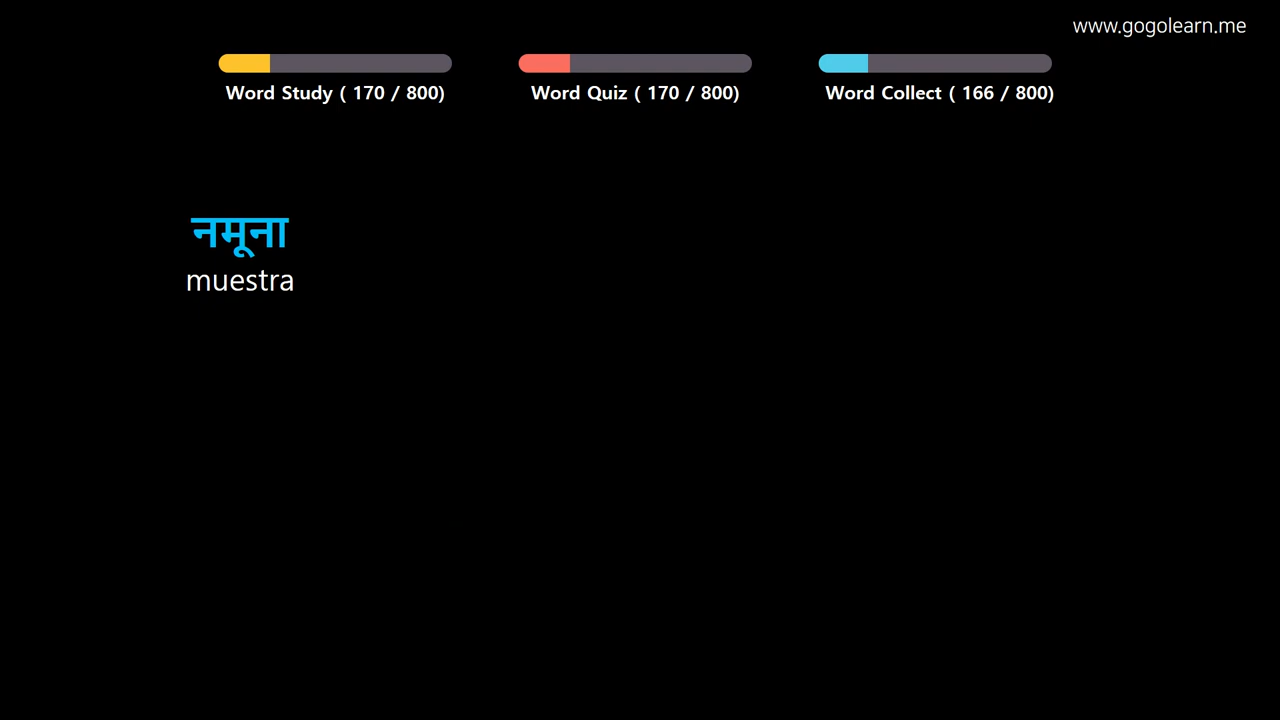 www.gogolearn.me
Word Study ( 170 / 800)
Word Quiz ( 170 / 800)
Word Collect ( 166 / 800)
नमूना
muestra